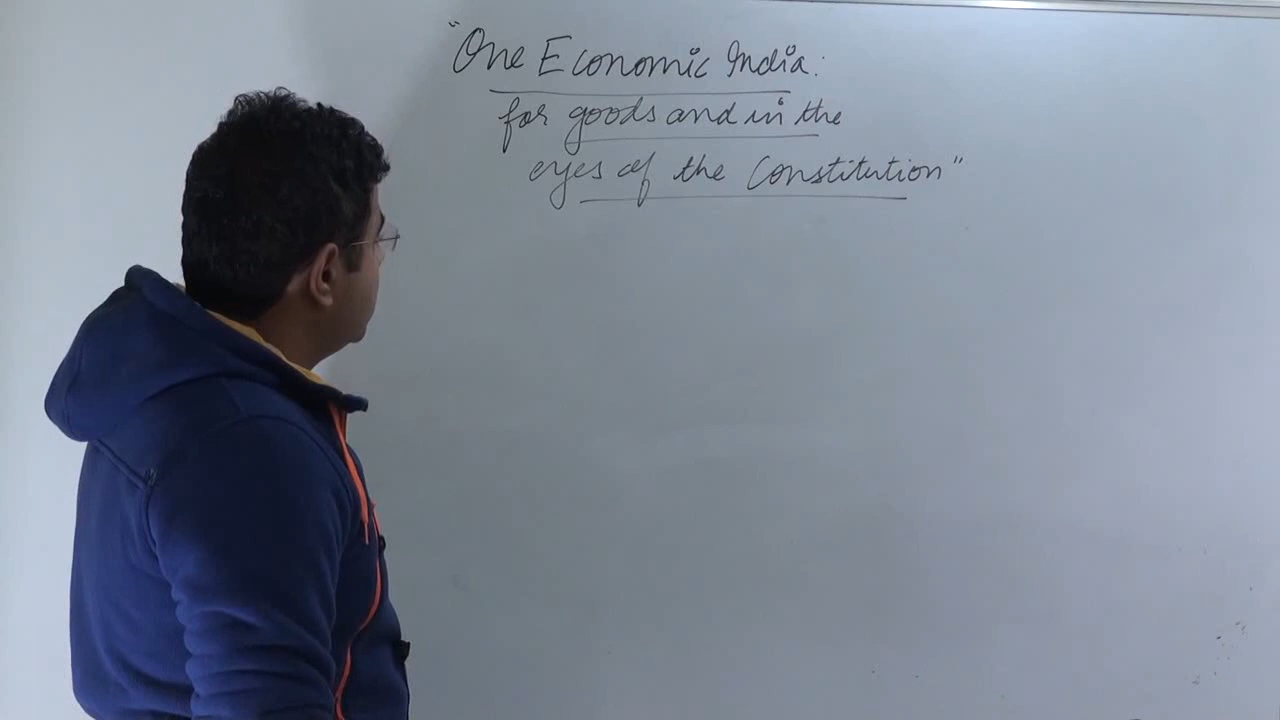 "One Economic India:
for goods and in the
eyes of the Constitution"